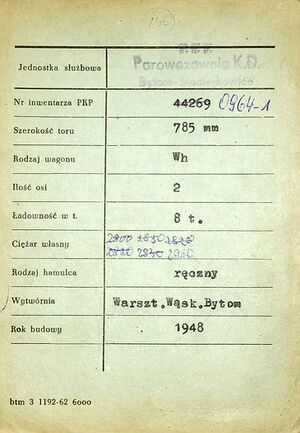 P.K.P.
Jednostka służbowa Parowozownia K.D.
Nr inwentarza PKP 44269 0964-1
Szerokość toru 785 mm
Rodzaj wagonu Wh
Ilość osi 2
Ładowność w t. 8 t.
Ciężar własny
Rodzaj hamulca ręczny
Wytwórnia Warszt.Wąsk.Bytom
Rok budowy 1948
btm 3 1192-62 6000